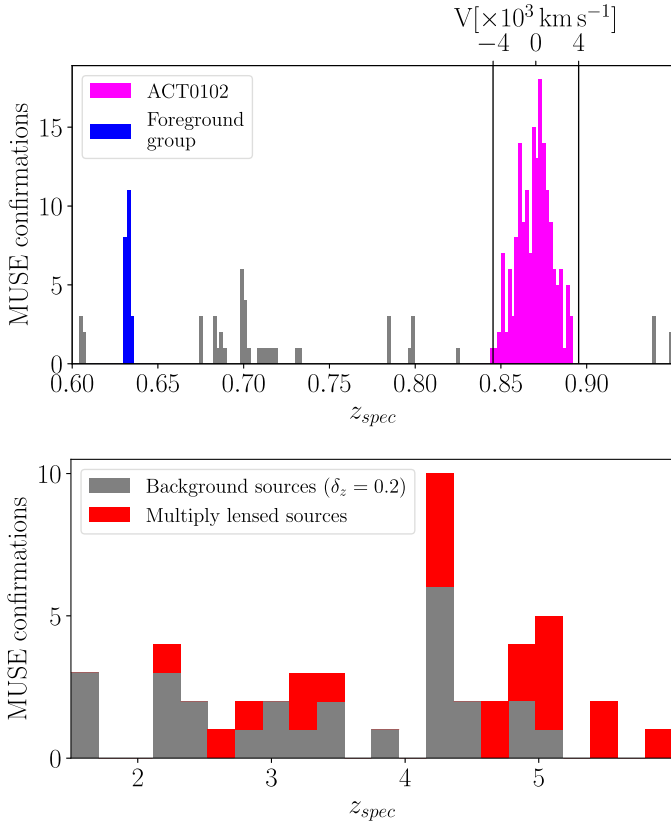 V[×10³ km s⁻¹]
−4 0 4
ACT0102
Foreground
group
MUSE confirmations
15
10
5
0
0.60 0.65 0.70 0.75 0.80 0.85 0.90
z_spec
Background sources (δ_z = 0.2)
Multiply lensed sources
MUSE confirmations
10
5
0
2 3 4 5
z_spec